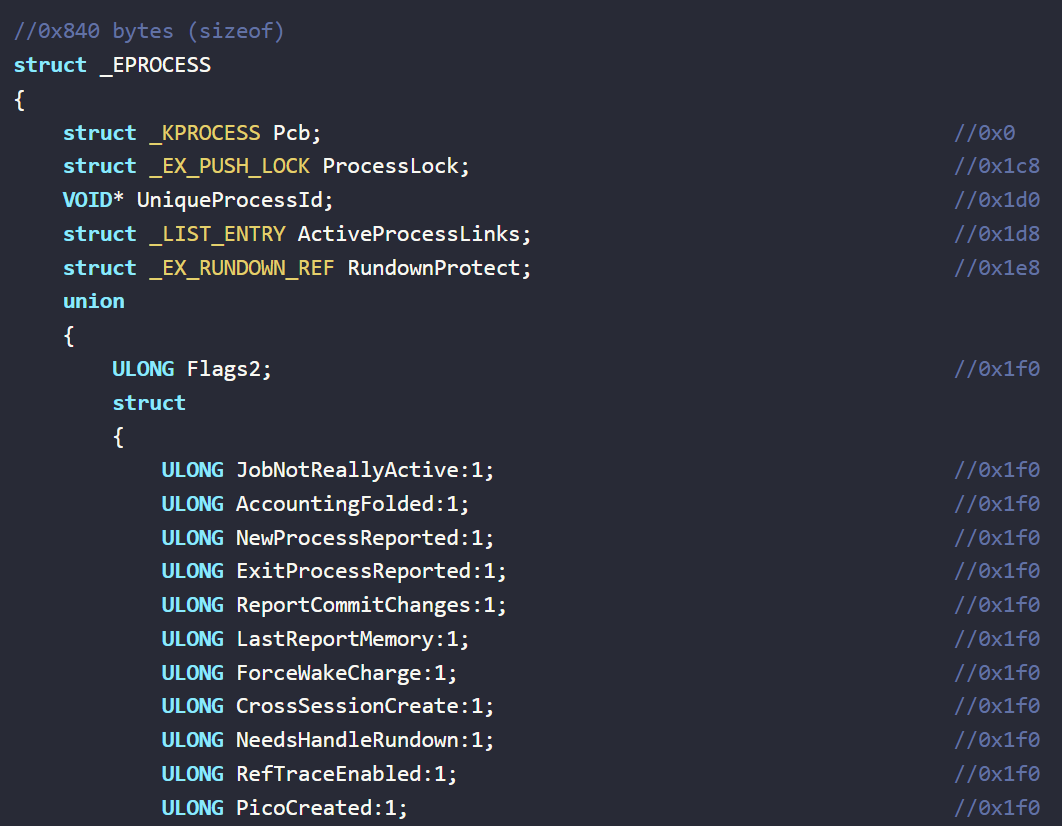 //0x840 bytes (sizeof)
struct _EPROCESS
{
    struct _KPROCESS Pcb;                                                   //0x0
    struct _EX_PUSH_LOCK ProcessLock;                                       //0x1c8
    VOID* UniqueProcessId;                                                  //0x1d0
    struct _LIST_ENTRY ActiveProcessLinks;                                  //0x1d8
    struct _EX_RUNDOWN_REF RundownProtect;                                  //0x1e8
    union
    {
        ULONG Flags2;                                                       //0x1f0
        struct
        {
            ULONG JobNotReallyActive:1;                                     //0x1f0
            ULONG AccountingFolded:1;                                       //0x1f0
            ULONG NewProcessReported:1;                                     //0x1f0
            ULONG ExitProcessReported:1;                                    //0x1f0
            ULONG ReportCommitChanges:1;                                    //0x1f0
            ULONG LastReportMemory:1;                                       //0x1f0
            ULONG ForceWakeCharge:1;                                        //0x1f0
            ULONG CrossSessionCreate:1;                                     //0x1f0
            ULONG NeedsHandleRundown:1;                                     //0x1f0
            ULONG RefTraceEnabled:1;                                        //0x1f0
            ULONG PicoCreated:1;                                            //0x1f0